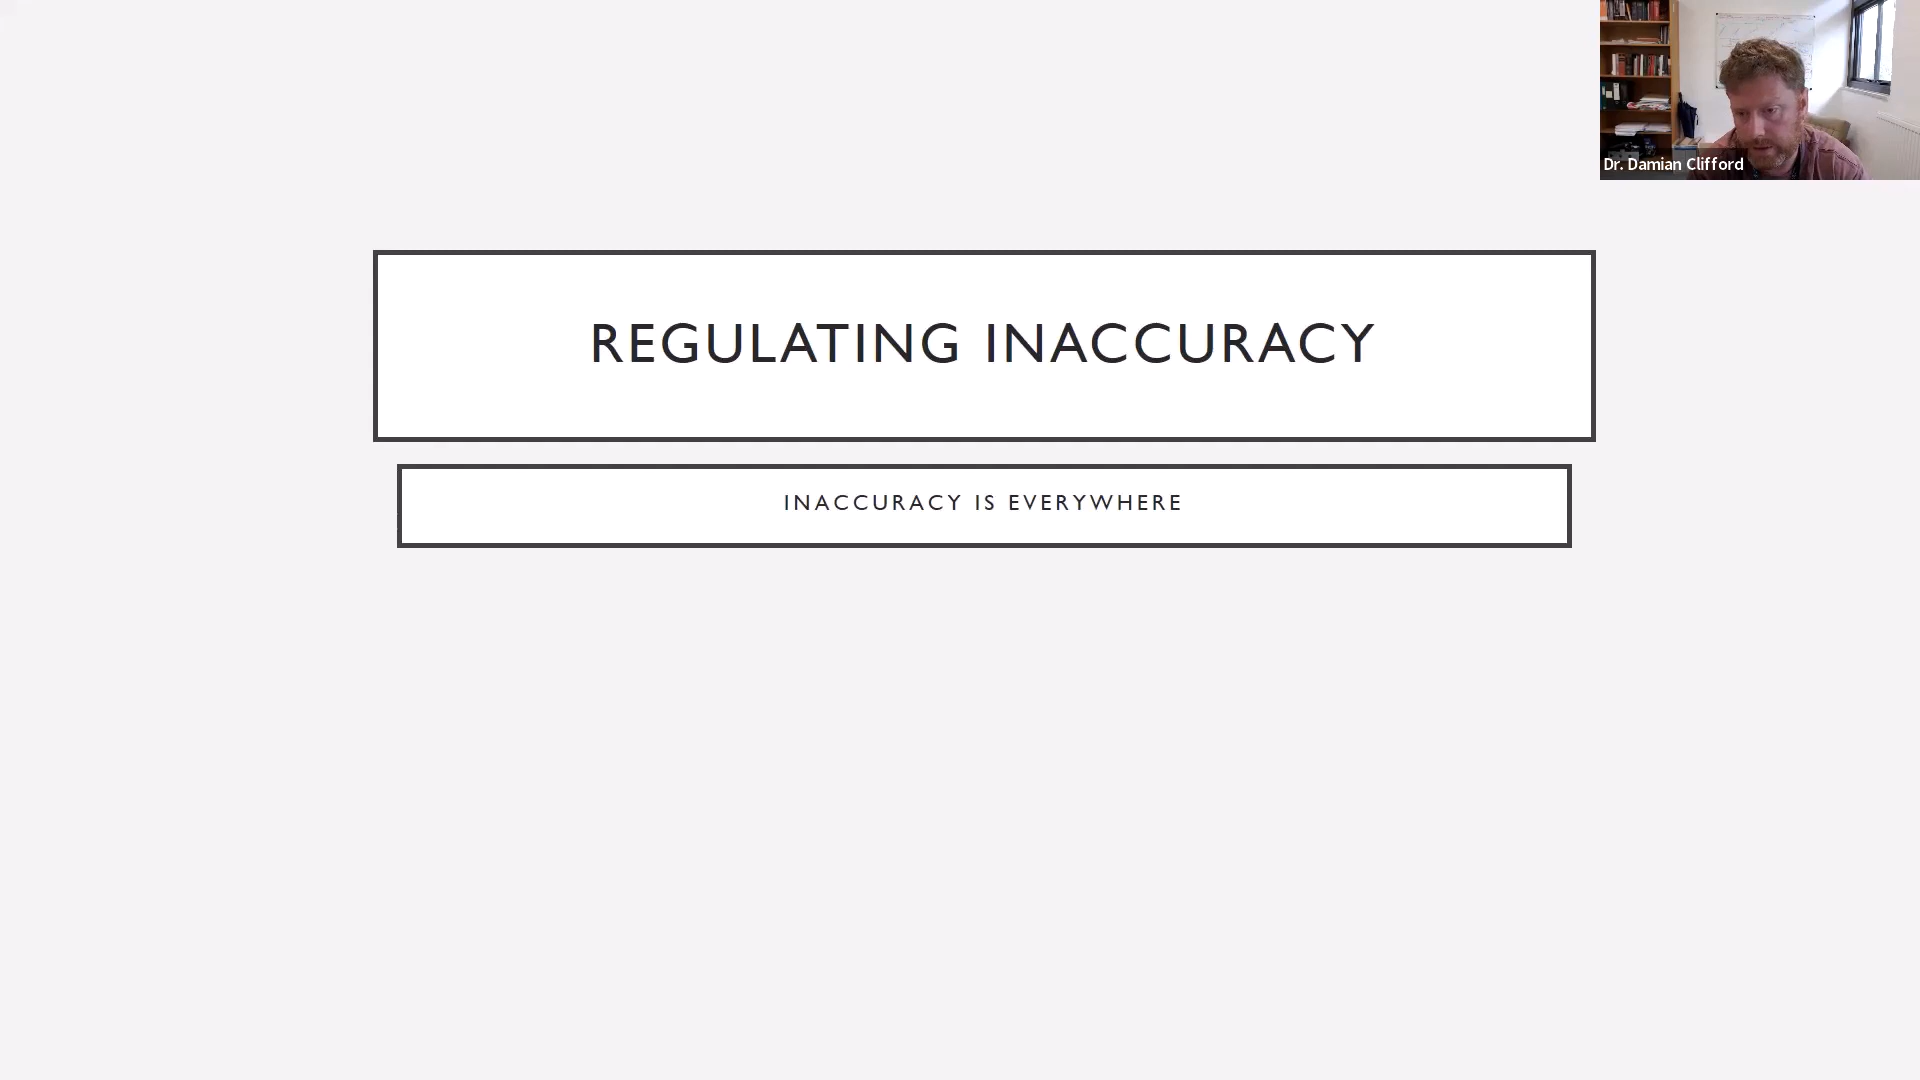 Dr. Damian Clifford
REGULATING INACCURACY
INACCURACY IS EVERYWHERE